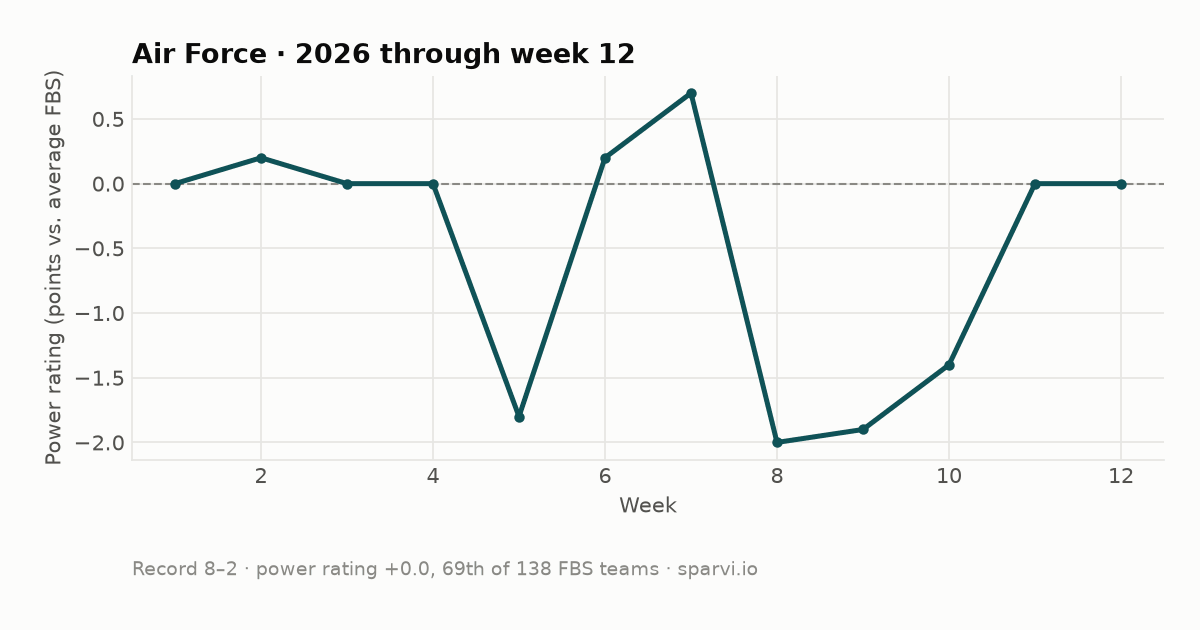 Air Force · 2026 through week 12
Power rating (points vs. average FBS)
0.5
0.0
−0.5
−1.0
−1.5
−2.0
2 4 6 8 10 12
Week
Record 8–2 · power rating +0.0, 69th of 138 FBS teams · sparvi.io